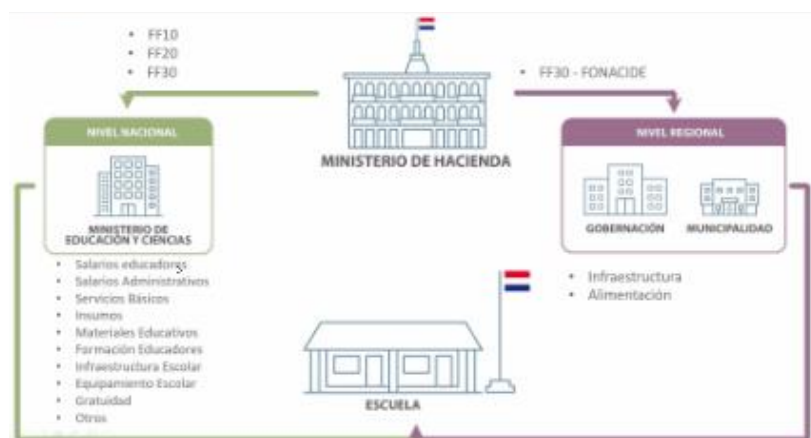 • FF10
• FF20
• FF30
• FF30 - FONACIDE
NIVEL NACIONAL
MINISTERIO DE
EDUCACIÓN Y CIENCIAS
MINISTERIO DE HACIENDA
NIVEL REGIONAL
GOBERNACIÓN
MUNICIPALIDAD
• Salarios educadores
• Salarios Administrativos
• Servicios Básicos
• Insumos
• Materiales Educativos
• Formación Educadores
• Infraestructura Escolar
• Equipamiento Escolar
• Gratuidad
• Otros
• Infraestructura
• Alimentación
ESCUELA